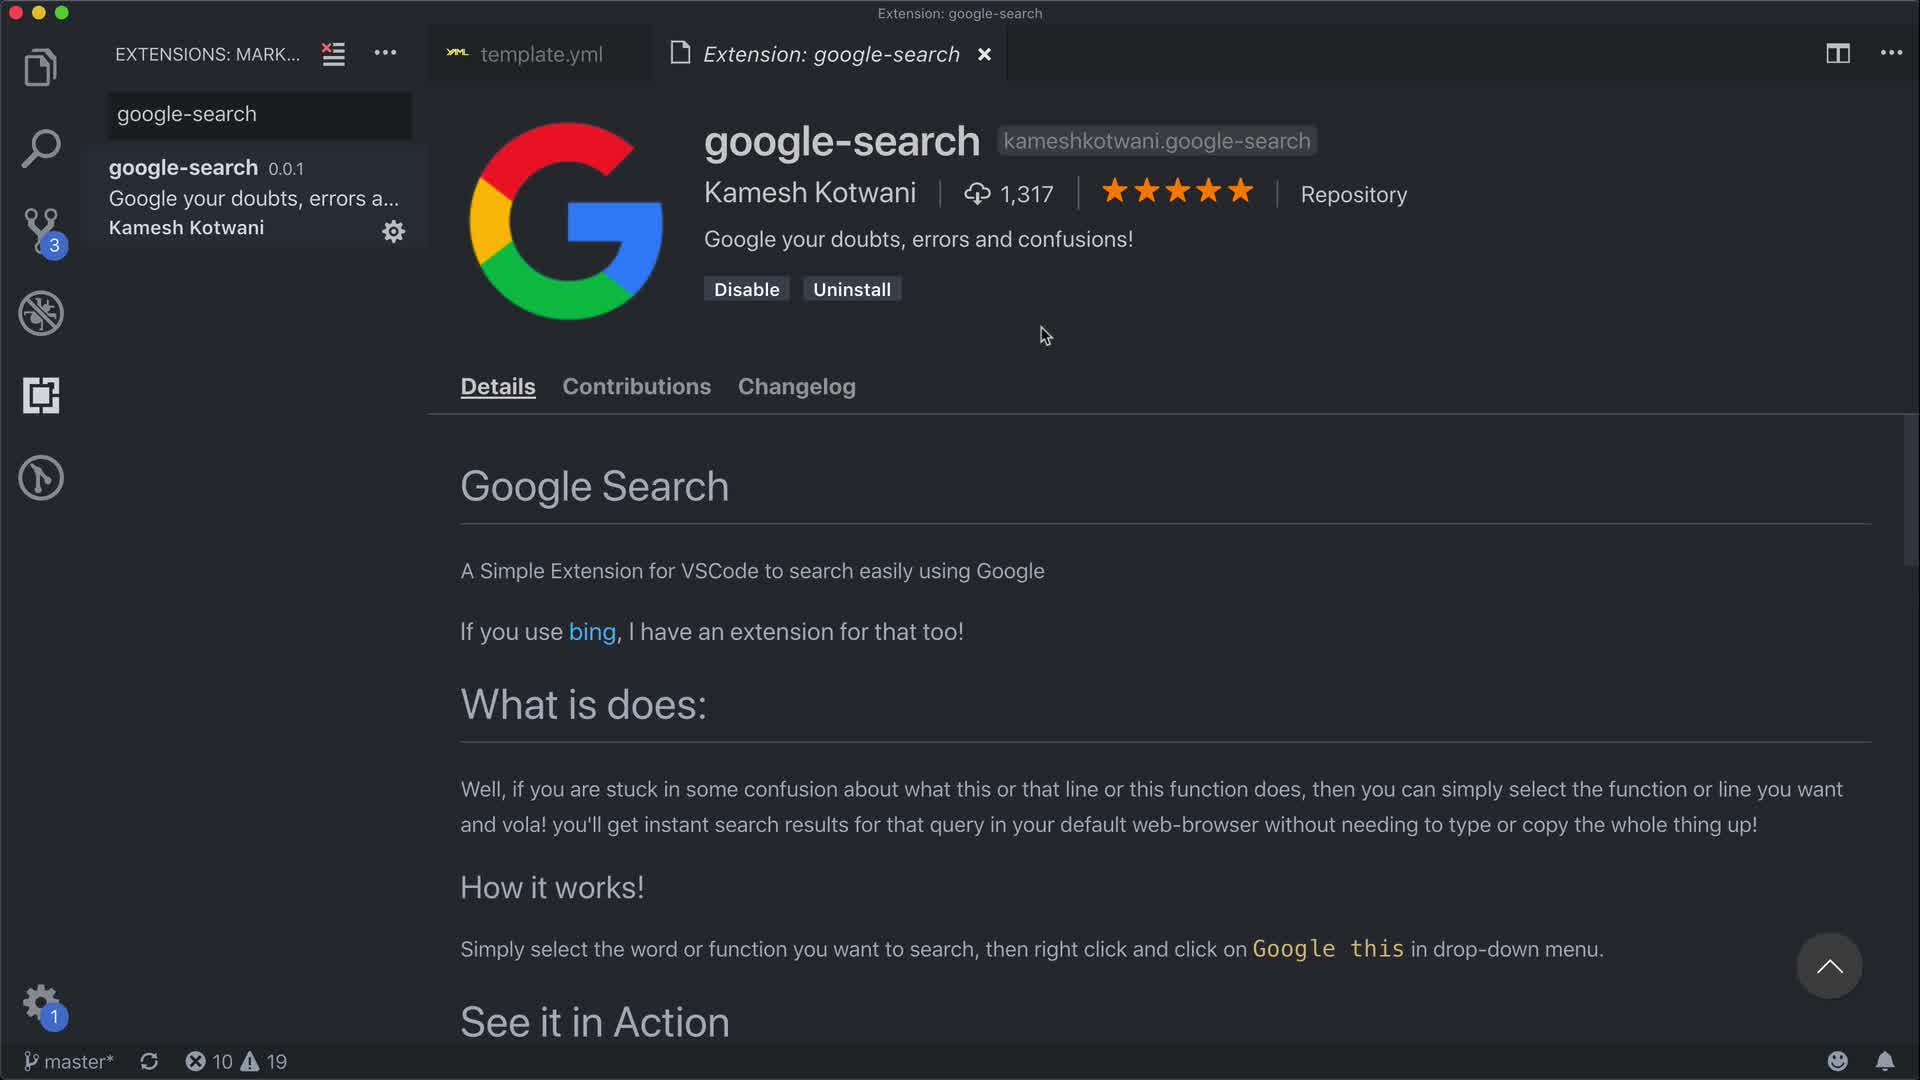 Extension: google-search
EXTENSIONS: MARK...
YAML template.yml
Extension: google-search
google-search
google-search 0.0.1
Google your doubts, errors a...
Kamesh Kotwani
google-search kameshkotwani.google-search
Kamesh Kotwani 1,317 Repository
Google your doubts, errors and confusions!
Disable Uninstall
3
Details Contributions Changelog
Google Search
A Simple Extension for VSCode to search easily using Google
If you use bing, I have an extension for that too!
What is does:
Well, if you are stuck in some confusion about what this or that line or this function does, then you can simply select the function or line you want
and vola! you'll get instant search results for that query in your default web-browser without needing to type or copy the whole thing up!
How it works!
Simply select the word or function you want to search, then right click and click on Google this in drop-down menu.
See it in Action
1
master* 10 19